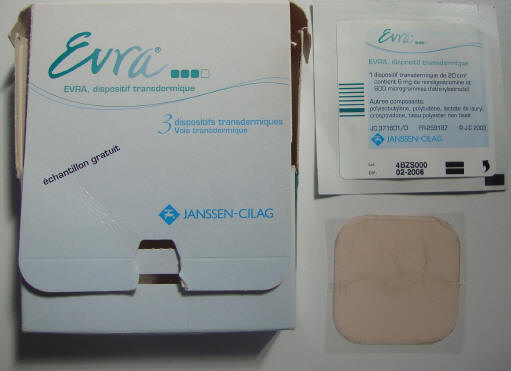 Evra®
EVRA, dispositif transdermique
3 dispositifs transdermiques
Voie transdermique
échantillon gratuit
JANSSEN-CILAG
Evra®
EVRA, dispositif transdermique
1 dispositif transdermique de 20 cm²
contient 6 mg de norelgestromine et
600 microgrammes d'éthinylestradiol
Autres composants:
polyisobutylène, polybutène, lactate de lauryl,
crospovidone, tissu polyester non tissé
JC 371601/D FR259187 ©JC 2003
JANSSEN-CILAG
Lot: 4BZS000
EXP: 02-2006